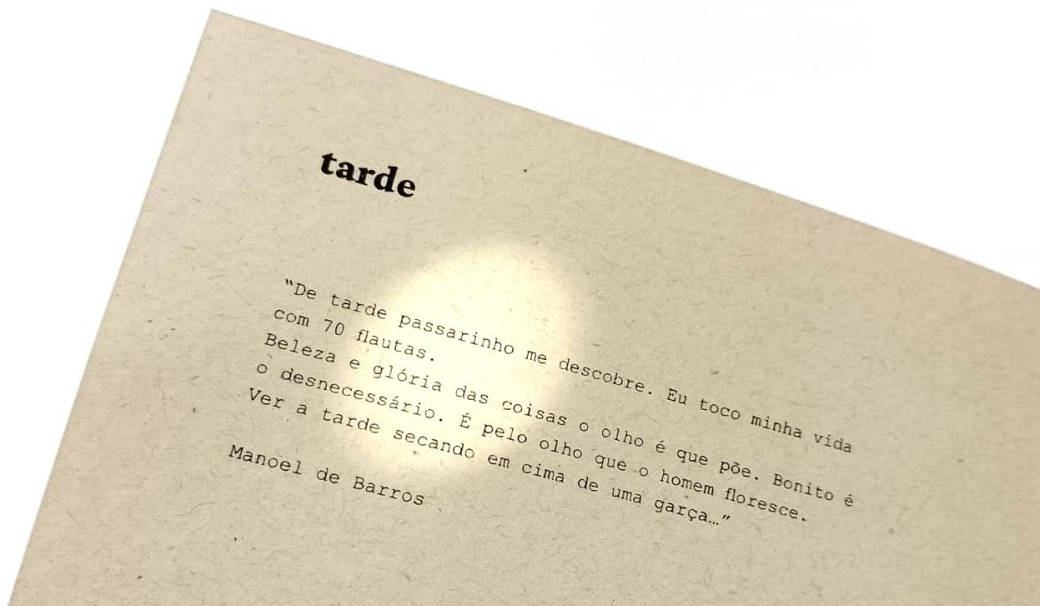 tarde
“De tarde passarinho me descobre. Eu toco minha vida
com 70 flautas.
Beleza e glória das coisas o olho é que põe. Bonito é
o desnecessário. É pelo olho que o homem floresce.
Ver a tarde secando em cima de uma garça…”
Manoel de Barros